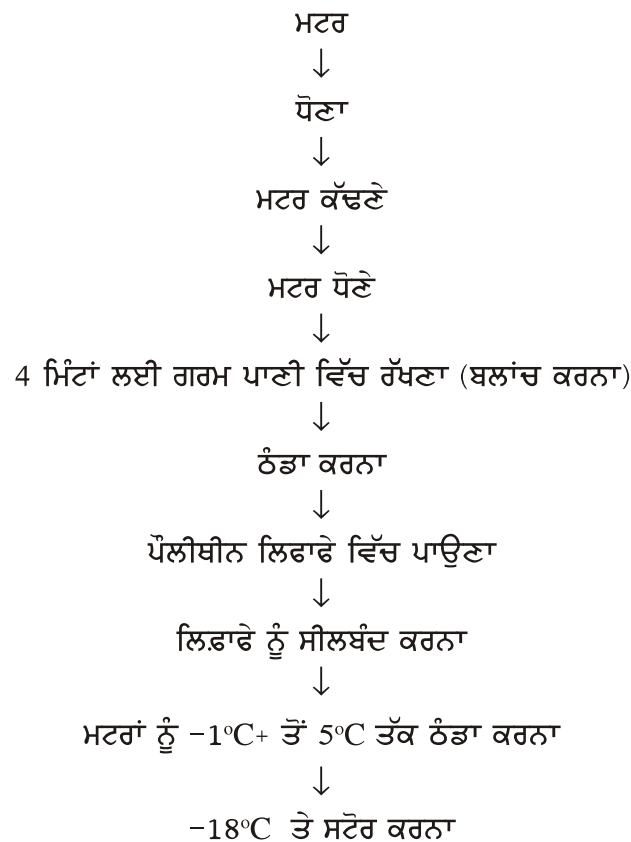 ਮਟਰ
↓
ਧੋਣਾ
↓
ਮਟਰ ਕੱਢਣੇ
↓
ਮਟਰ ਧੋਣੇ
↓
4 ਮਿੰਟਾਂ ਲਈ ਗਰਮ ਪਾਣੀ ਵਿੱਚ ਰੱਖਣਾ (ਬਲਾਂਚ ਕਰਨਾ)
↓
ਠੰਡਾ ਕਰਨਾ
↓
ਪੌਲੀਥੀਨ ਲਿਫਾਫੇ ਵਿੱਚ ਪਾਉਣਾ
↓
ਲਿਫ਼ਾਫੇ ਨੂੰ ਸੀਲਬੰਦ ਕਰਨਾ
↓
ਮਟਰਾਂ ਨੂੰ −1°C+ ਤੋਂ 5°C ਤੱਕ ਠੰਡਾ ਕਰਨਾ
↓
−18°C ਤੇ ਸਟੋਰ ਕਰਨਾ